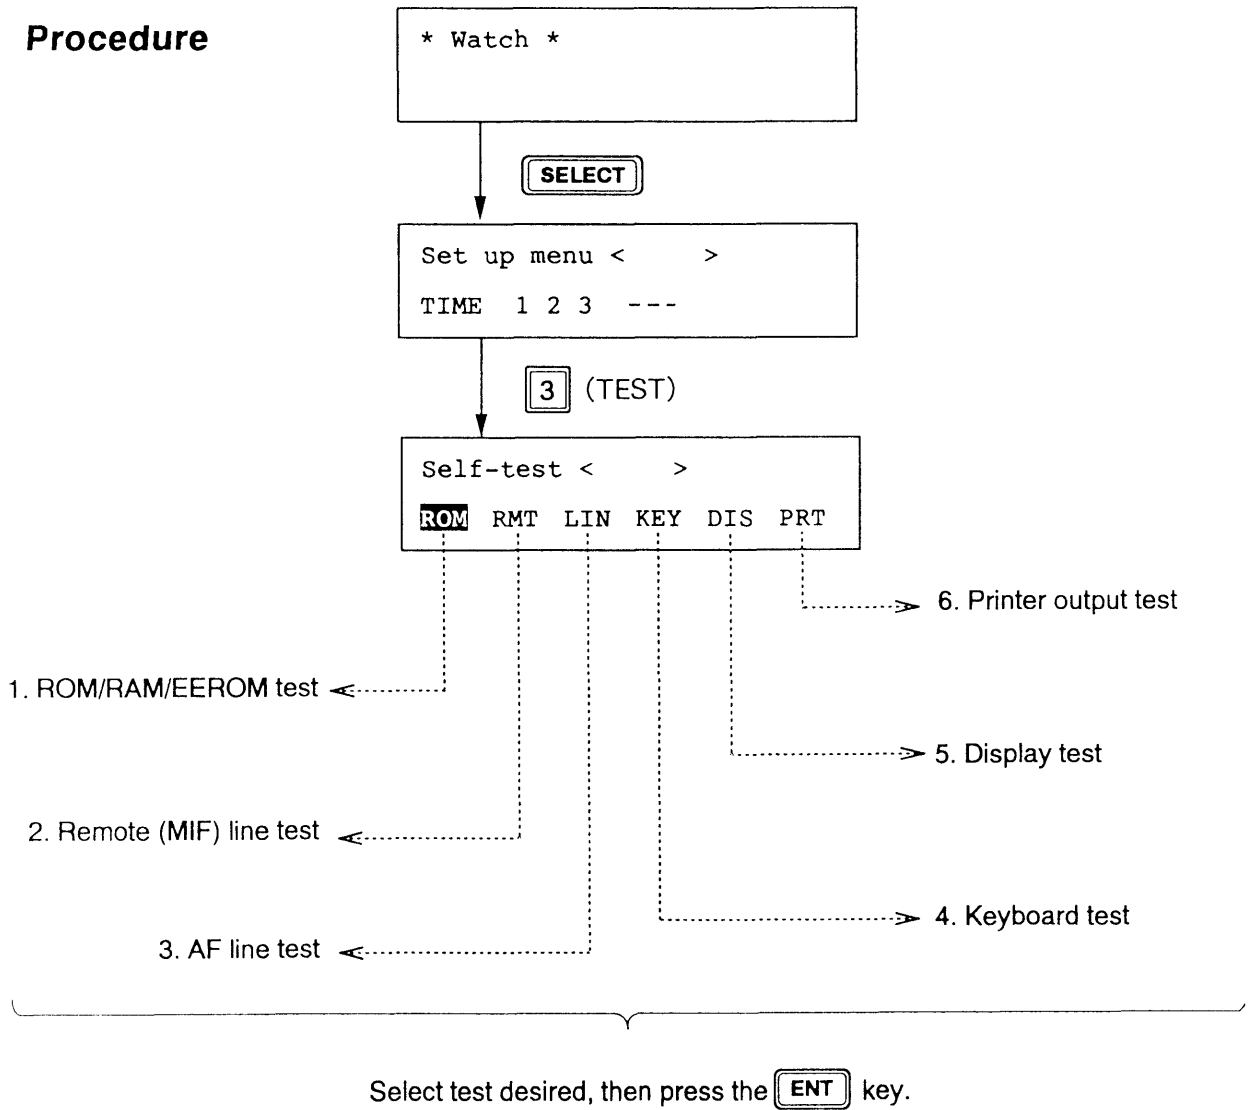 Procedure
* Watch *
SELECT
Set up menu <     >
TIME  1 2 3  ---
3 (TEST)
Self-test <     >
ROM RMT LIN KEY DIS PRT
6. Printer output test
1. ROM/RAM/EEROM test
5. Display test
2. Remote (MIF) line test
4. Keyboard test
3. AF line test
Select test desired, then press the ENT key.